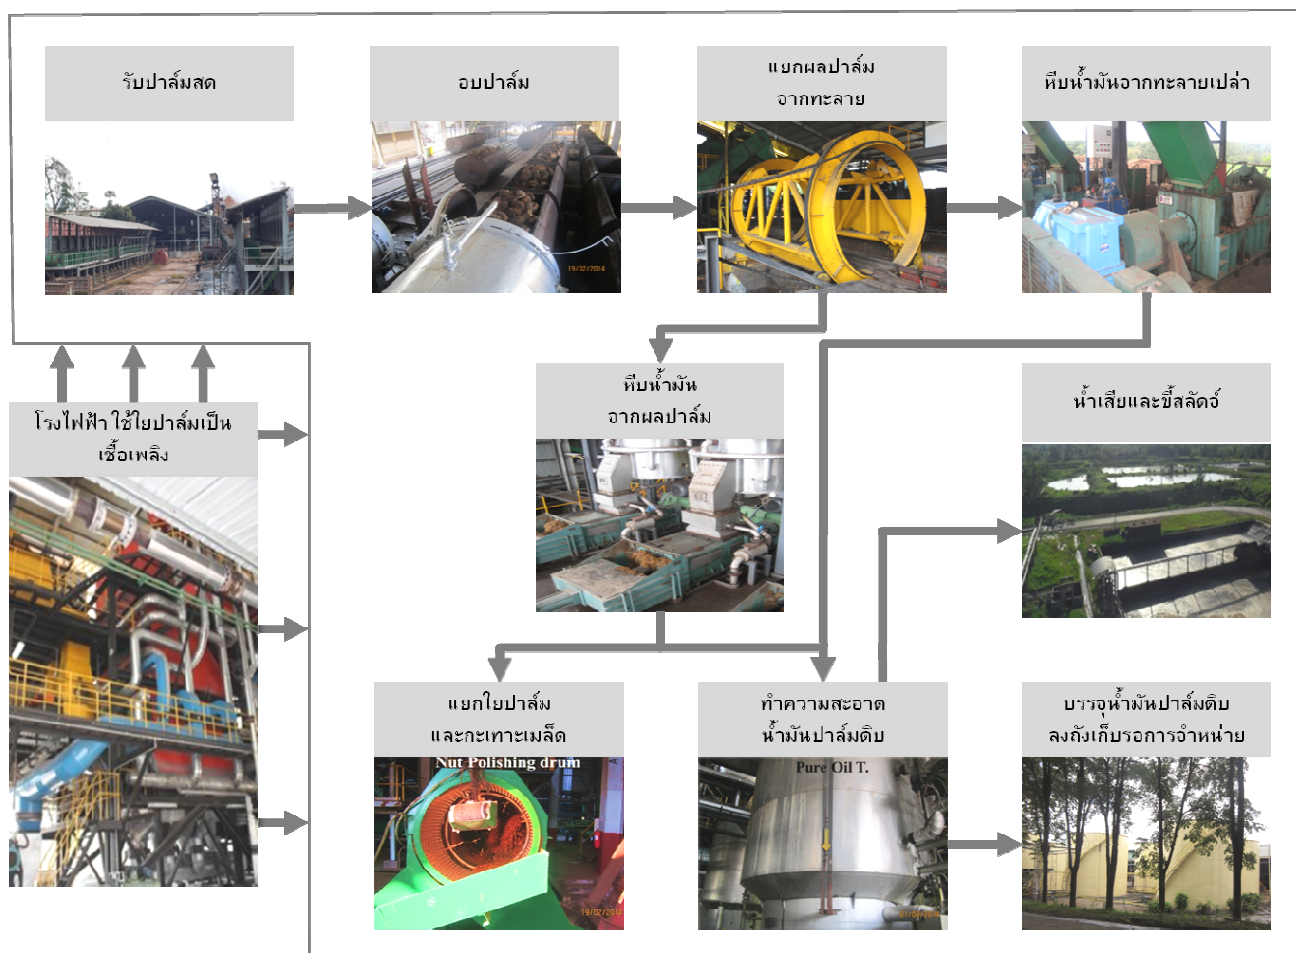 รับปาล์มสด
อบปาล์ม
แยกผลปาล์ม
จากทะลาย
หีบน้ำมันจากทะลายเปล่า
19/02/2014
หีบน้ำมัน
จากผลปาล์ม
น้ำเสียและขี้สลัดจ์
โรงไฟฟ้า ใช้ใยปาล์มเป็น
เชื้อเพลิง
แยกใยปาล์ม
และกะเทาะเมล็ด
Nut Polishing drum
19/02/2014
ทำความสะอาด
น้ำมันปาล์มดิบ
Pure Oil T.
บรรจุน้ำมันปาล์มดิบ
ลงถังเก็บรอการจำหน่าย